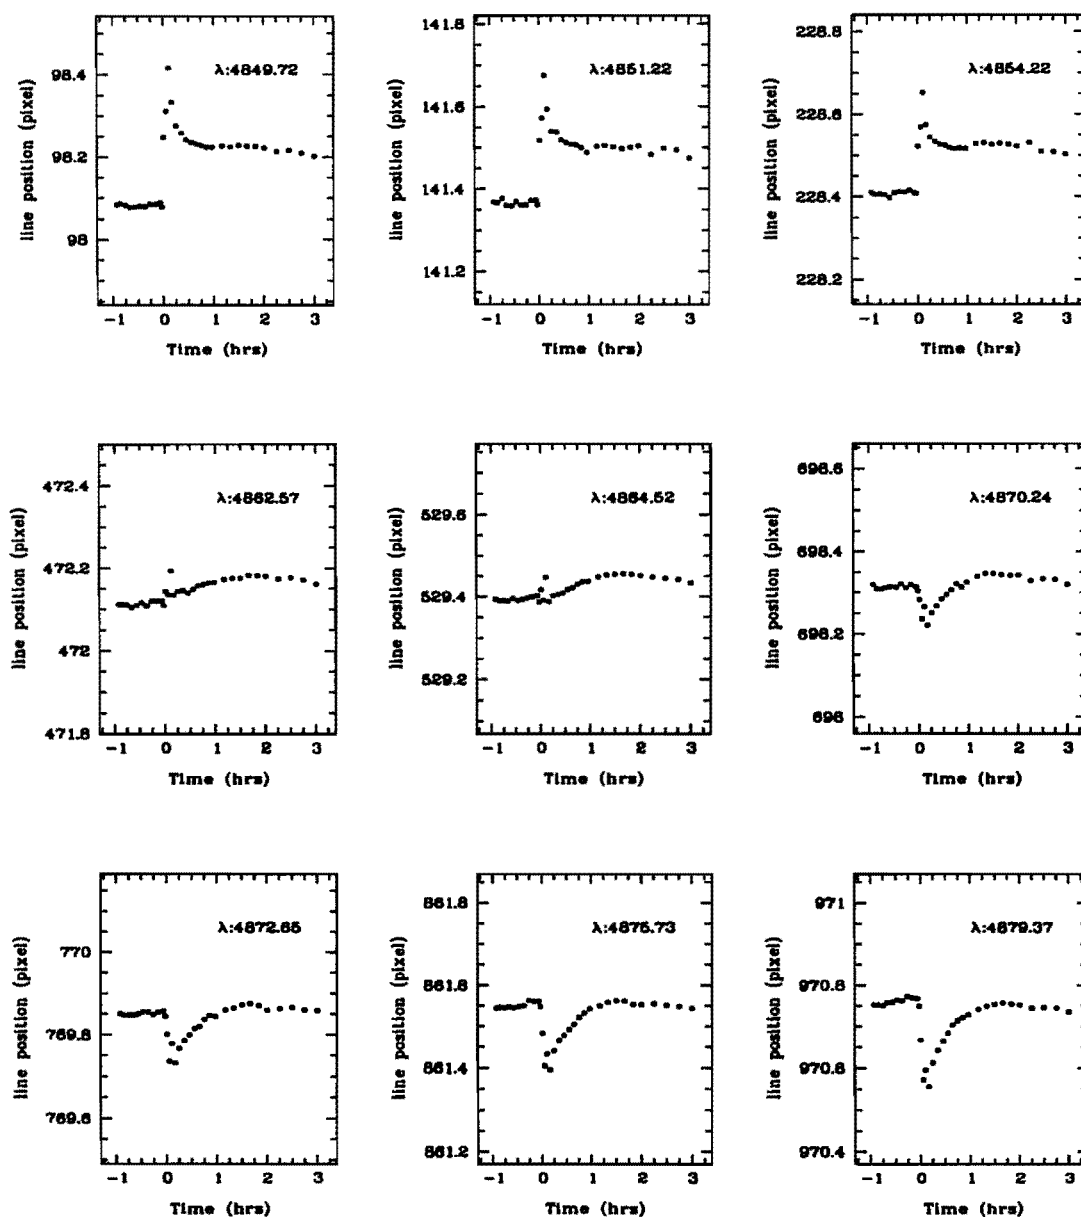 line position (pixel)
98.4
98.2
98
λ:4849.72
-1 0 1 2 3
Time (hrs)
line position (pixel)
141.8
141.6
141.4
141.2
λ:4851.22
-1 0 1 2 3
Time (hrs)
line position (pixel)
228.8
228.6
228.4
228.2
λ:4854.22
-1 0 1 2 3
Time (hrs)
line position (pixel)
472.4
472.2
472
471.8
λ:4862.57
-1 0 1 2 3
Time (hrs)
line position (pixel)
529.6
529.4
529.2
λ:4864.52
-1 0 1 2 3
Time (hrs)
line position (pixel)
698.6
698.4
698.2
698
λ:4870.24
-1 0 1 2 3
Time (hrs)
line position (pixel)
770
769.8
769.6
λ:4872.65
-1 0 1 2 3
Time (hrs)
line position (pixel)
861.8
861.6
861.4
861.2
λ:4875.73
-1 0 1 2 3
Time (hrs)
line position (pixel)
971
970.8
970.6
970.4
λ:4879.37
-1 0 1 2 3
Time (hrs)